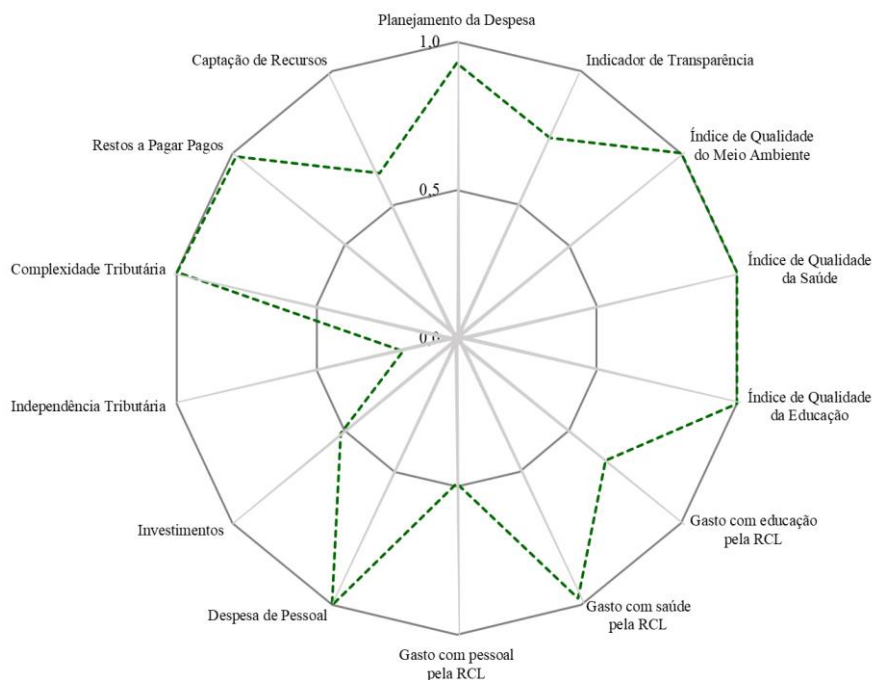 Planejamento da Despesa
1,0
Captação de Recursos
Indicador de Transparência
Restos a Pagar Pagos
Índice de Qualidade
do Meio Ambiente
0,5
Complexidade Tributária
Índice de Qualidade
da Saúde
0,0
Independência Tributária
Índice de Qualidade
da Educação
Investimentos
Gasto com educação
pela RCL
Despesa de Pessoal
Gasto com saúde
pela RCL
Gasto com pessoal
pela RCL